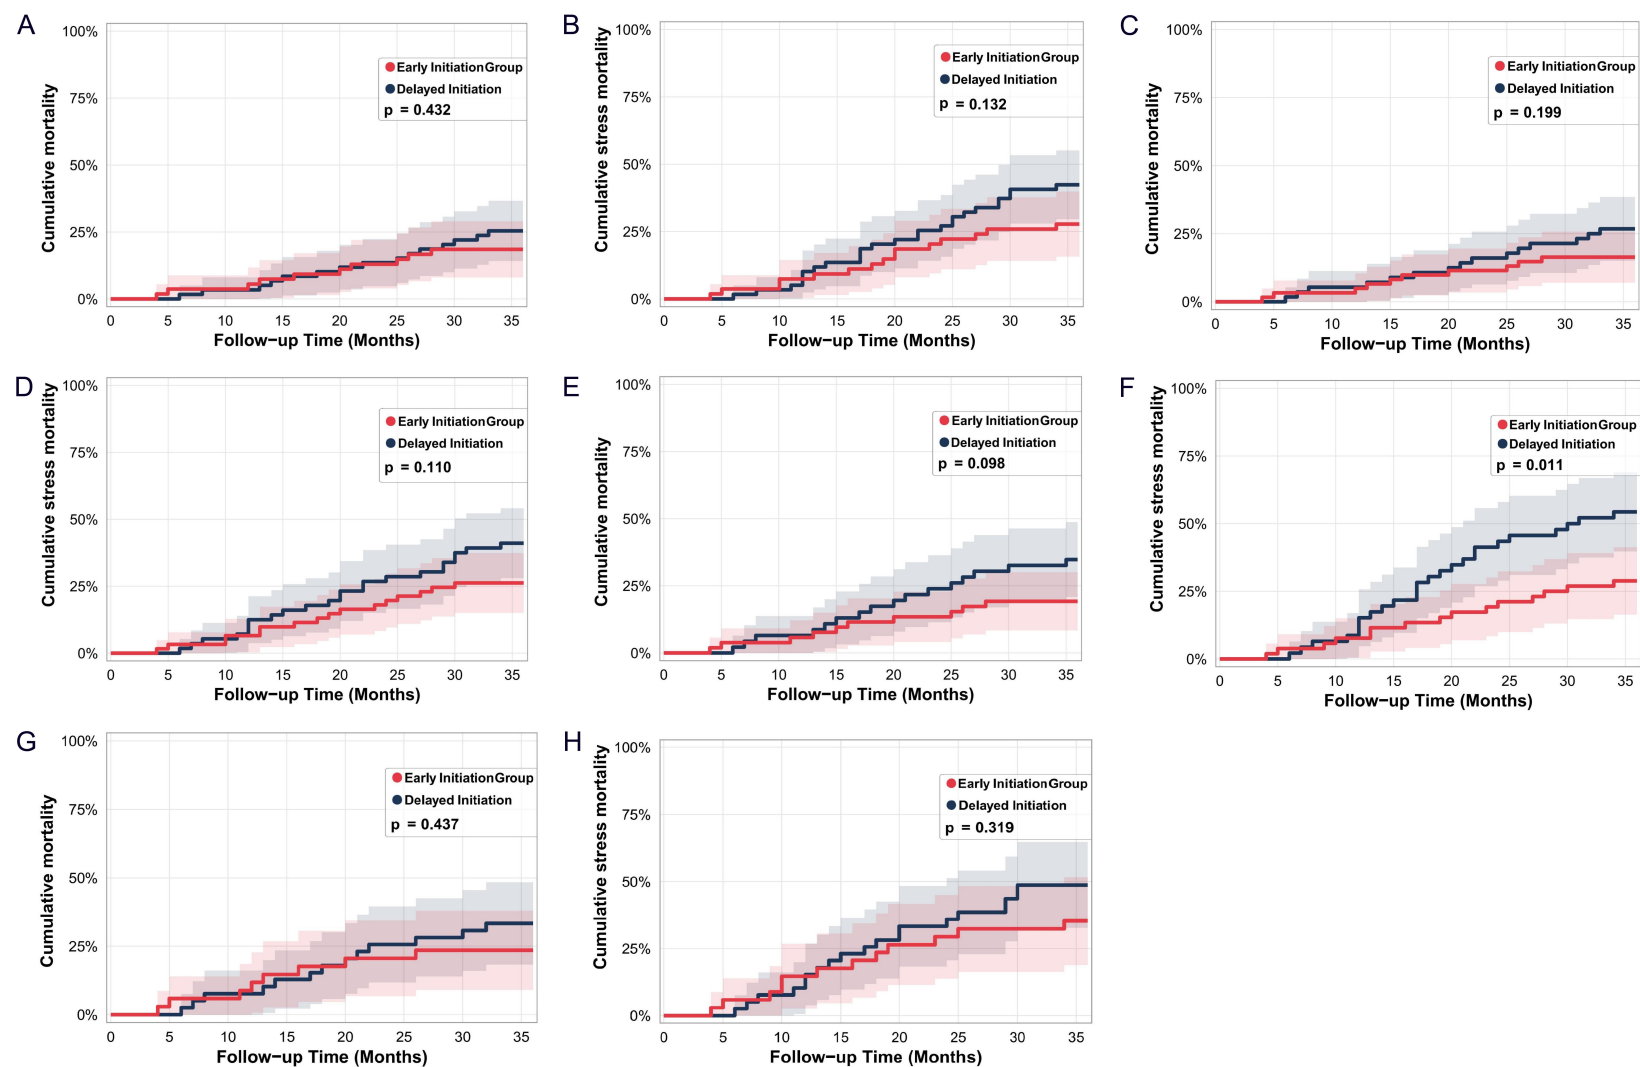 A
Cumulative mortality
100%
75%
50%
25%
0%
Early InitiationGroup
Delayed Initiation
p = 0.432
0 5 10 15 20 25 30 35
Follow-up Time (Months)
B
Cumulative stress mortality
100%
75%
50%
25%
0%
Early InitiationGroup
Delayed Initiation
p = 0.132
0 5 10 15 20 25 30 35
Follow-up Time (Months)
C
Cumulative mortality
100%
75%
50%
25%
0%
Early InitiationGroup
Delayed Initiation
p = 0.199
0 5 10 15 20 25 30 35
Follow-up Time (Months)
D
Cumulative stress mortality
100%
75%
50%
25%
0%
Early InitiationGroup
Delayed Initiation
p = 0.110
0 5 10 15 20 25 30 35
Follow-up Time (Months)
E
Cumulative mortality
100%
75%
50%
25%
0%
Early InitiationGroup
Delayed Initiation
p = 0.098
0 5 10 15 20 25 30 35
Follow-up Time (Months)
F
Cumulative stress mortality
100%
75%
50%
25%
0%
Early InitiationGroup
Delayed Initiation
p = 0.011
0 5 10 15 20 25 30 35
Follow-up Time (Months)
G
Cumulative mortality
100%
75%
50%
25%
0%
Early InitiationGroup
Delayed Initiation
p = 0.437
0 5 10 15 20 25 30 35
Follow-up Time (Months)
H
Cumulative stress mortality
100%
75%
50%
25%
0%
Early InitiationGroup
Delayed Initiation
p = 0.319
0 5 10 15 20 25 30 35
Follow-up Time (Months)